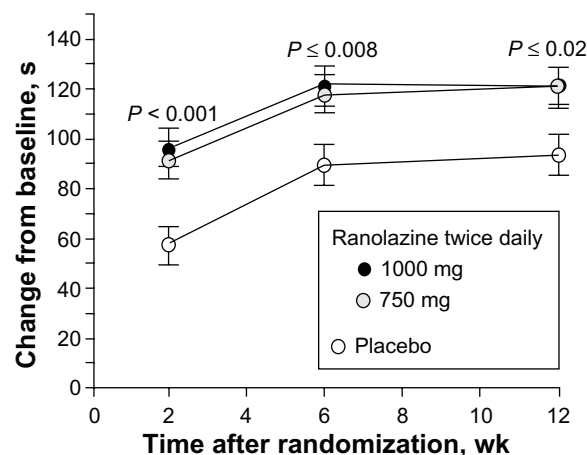 140
120
100
80
60
40
20
0
Change from baseline, s
P < 0.001
P ≤ 0.008
P ≤ 0.02
Ranolazine twice daily
1000 mg
750 mg
Placebo
0 2 4 6 8 10 12
Time after randomization, wk